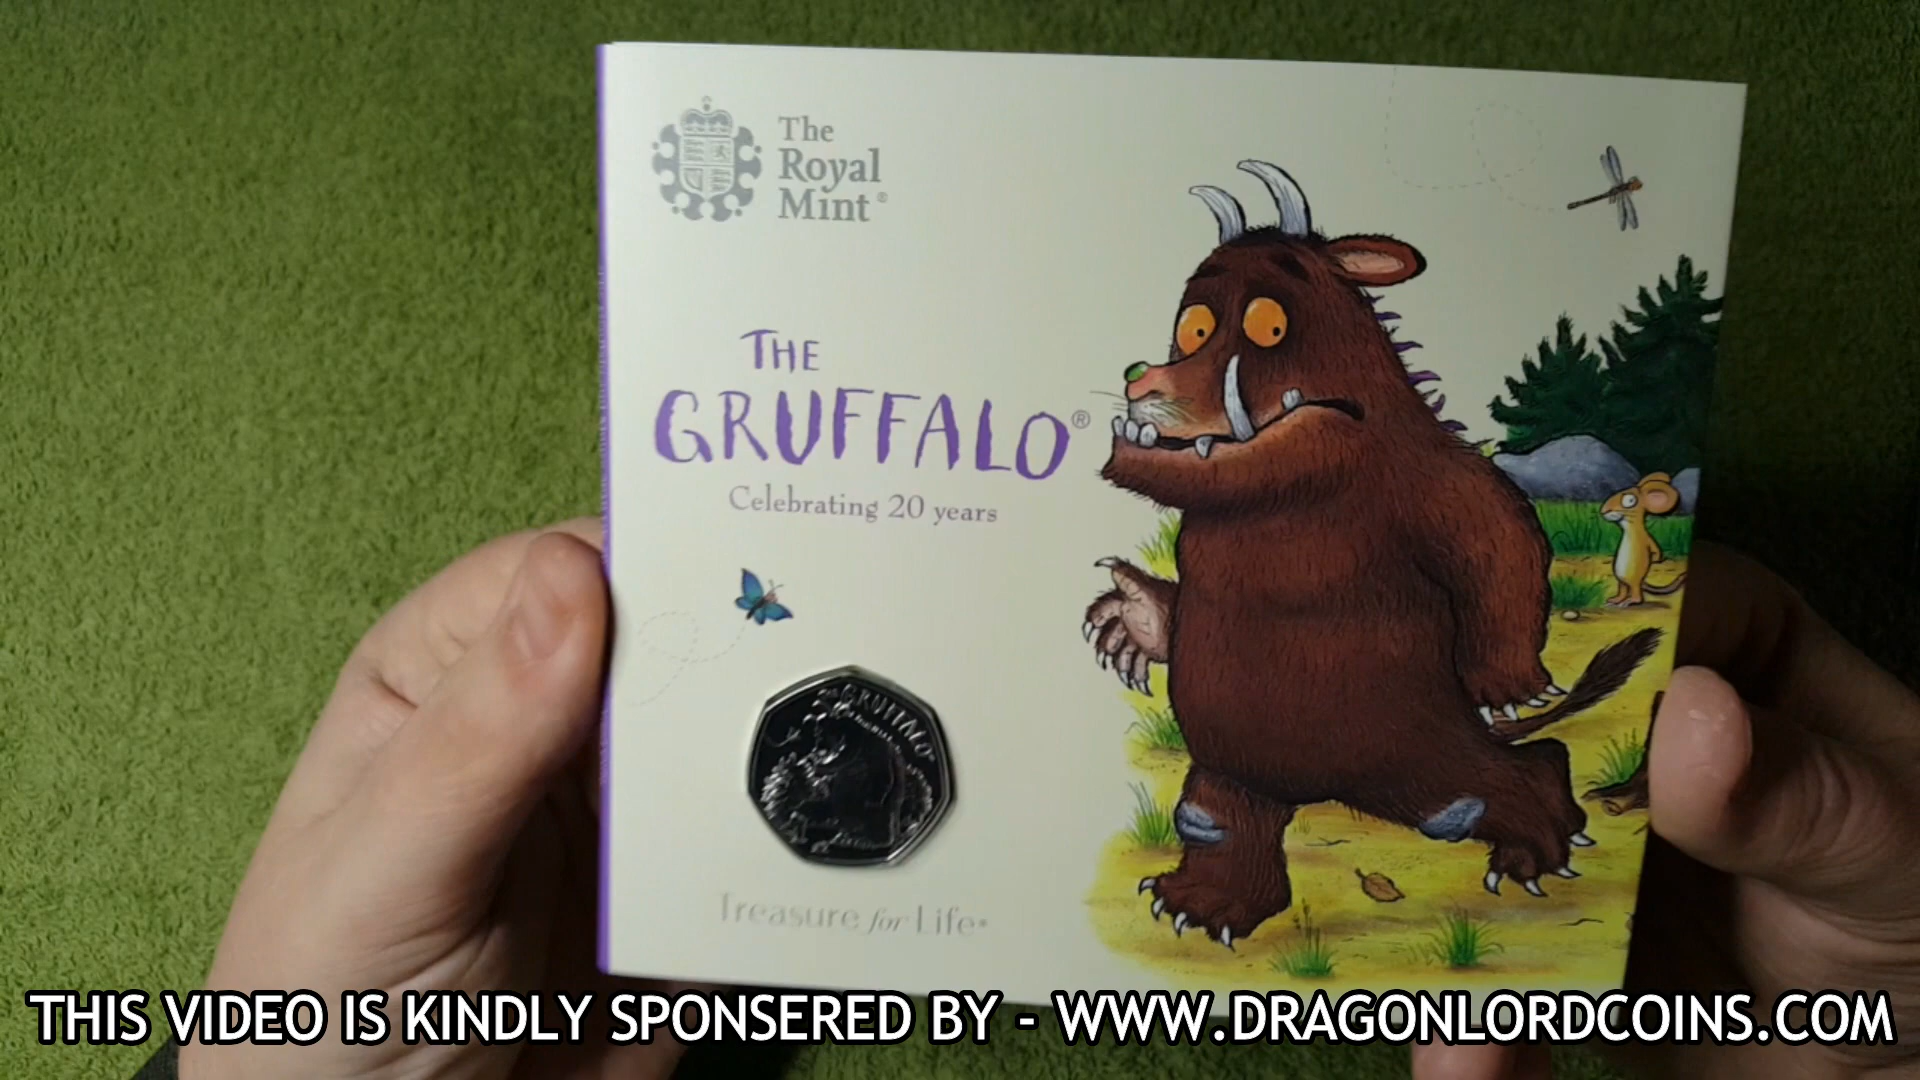 The
Royal
Mint®
THE
GRUFFALO®
Celebrating 20 years
GRUFFALO
Treasure for Life®
THIS VIDEO IS KINDLY SPONSERED BY - WWW.DRAGONLORDCOINS.COM